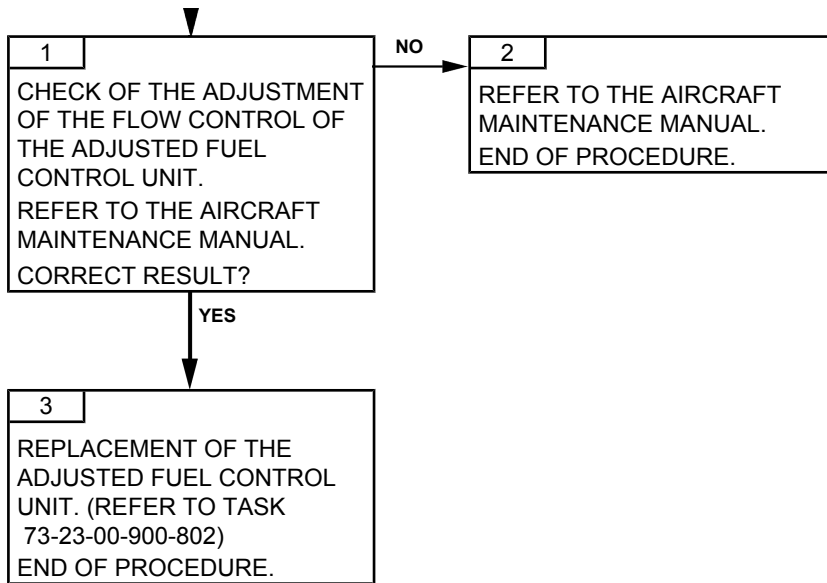 1
CHECK OF THE ADJUSTMENT
OF THE FLOW CONTROL OF
THE ADJUSTED FUEL
CONTROL UNIT.
REFER TO THE AIRCRAFT
MAINTENANCE MANUAL.
CORRECT RESULT?
NO
2
REFER TO THE AIRCRAFT
MAINTENANCE MANUAL.
END OF PROCEDURE.
YES
3
REPLACEMENT OF THE
ADJUSTED FUEL CONTROL
UNIT. (REFER TO TASK
73-23-00-900-802)
END OF PROCEDURE.